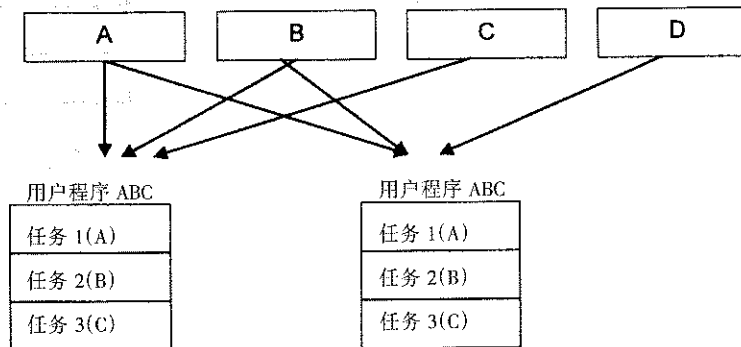 A B C D
用户程序 ABC 用户程序 ABC
任务 1(A) 任务 1(A)
任务 2(B) 任务 2(B)
任务 3(C) 任务 3(C)